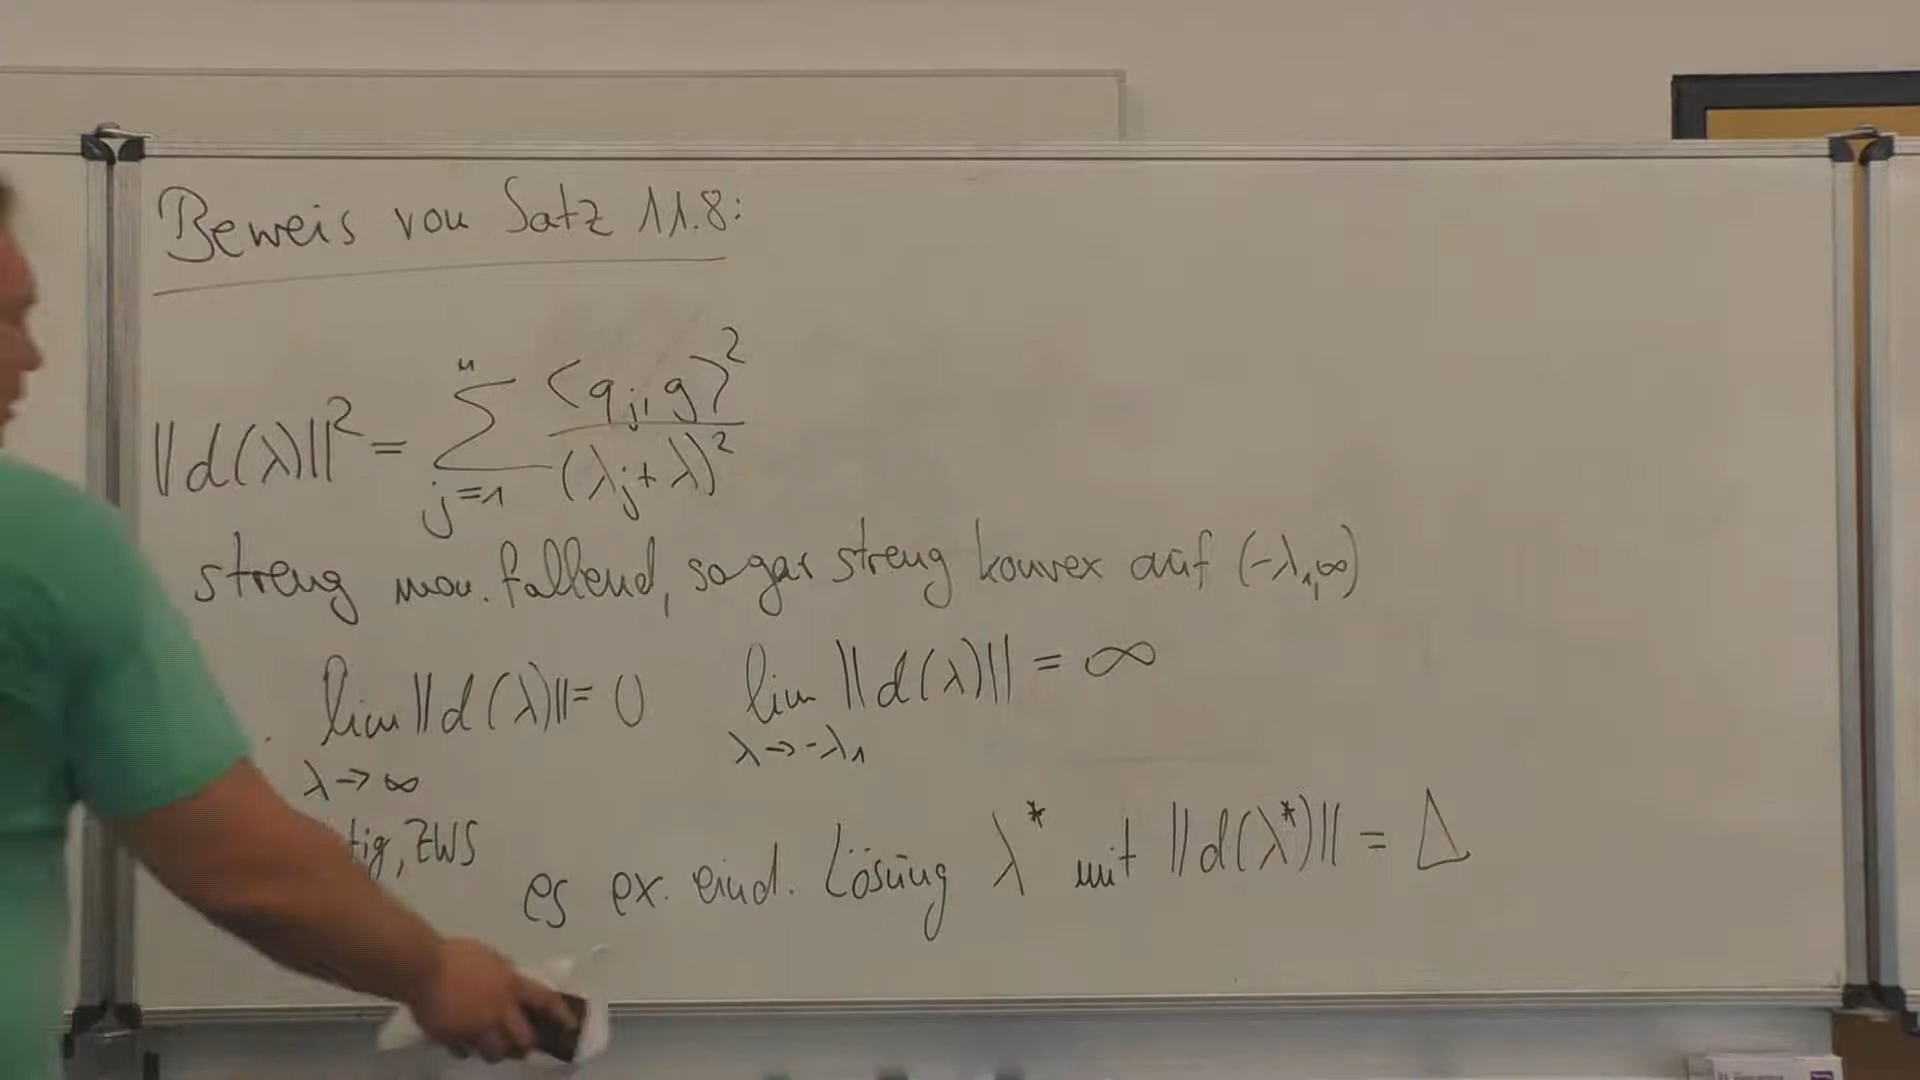 Beweis von Satz 11.8:
||d(λ)||² = Σ_{j=1}^{n} ⟨q_j, g⟩² / (λ_j + λ)²
streng mon. fallend, sogar streng konvex auf (-λ₁, ∞)
lim_{λ→∞} ||d(λ)|| = 0 lim_{λ→-λ₁} ||d(λ)|| = ∞
tig, ZWS
es ex. eind. Lösung λ* mit ||d(λ*)|| = Δ